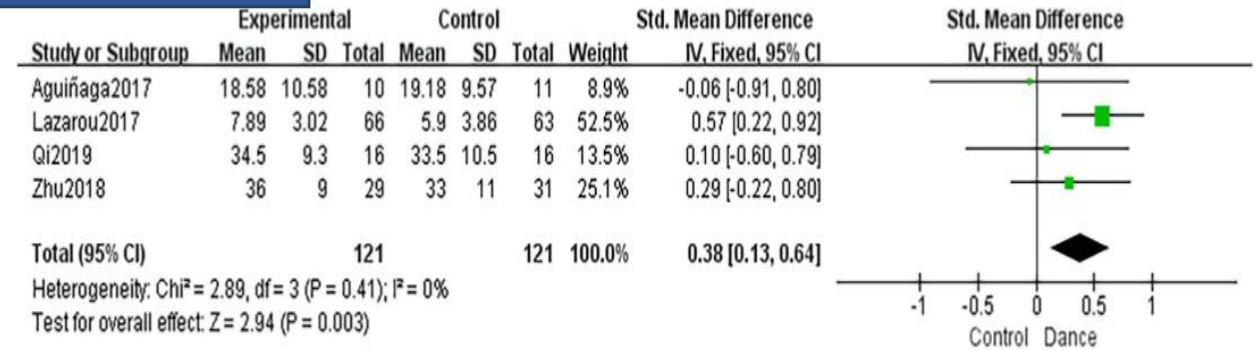 Experimental Control Std. Mean Difference Std. Mean Difference
Study or Subgroup Mean SD Total Mean SD Total Weight IV, Fixed, 95% CI IV, Fixed, 95% CI
Aguiñaga2017 18.58 10.58 10 19.18 9.57 11 8.9% -0.06 [-0.91, 0.80]
Lazarou2017 7.89 3.02 66 5.9 3.86 63 52.5% 0.57 [0.22, 0.92]
Qi2019 34.5 9.3 16 33.5 10.5 16 13.5% 0.10 [-0.60, 0.79]
Zhu2018 36 9 29 33 11 31 25.1% 0.29 [-0.22, 0.80]
Total (95% CI) 121 121 100.0% 0.38 [0.13, 0.64]
Heterogeneity: Chi² = 2.89, df = 3 (P = 0.41); I² = 0%
Test for overall effect: Z = 2.94 (P = 0.003)
-1 -0.5 0 0.5 1
Control Dance